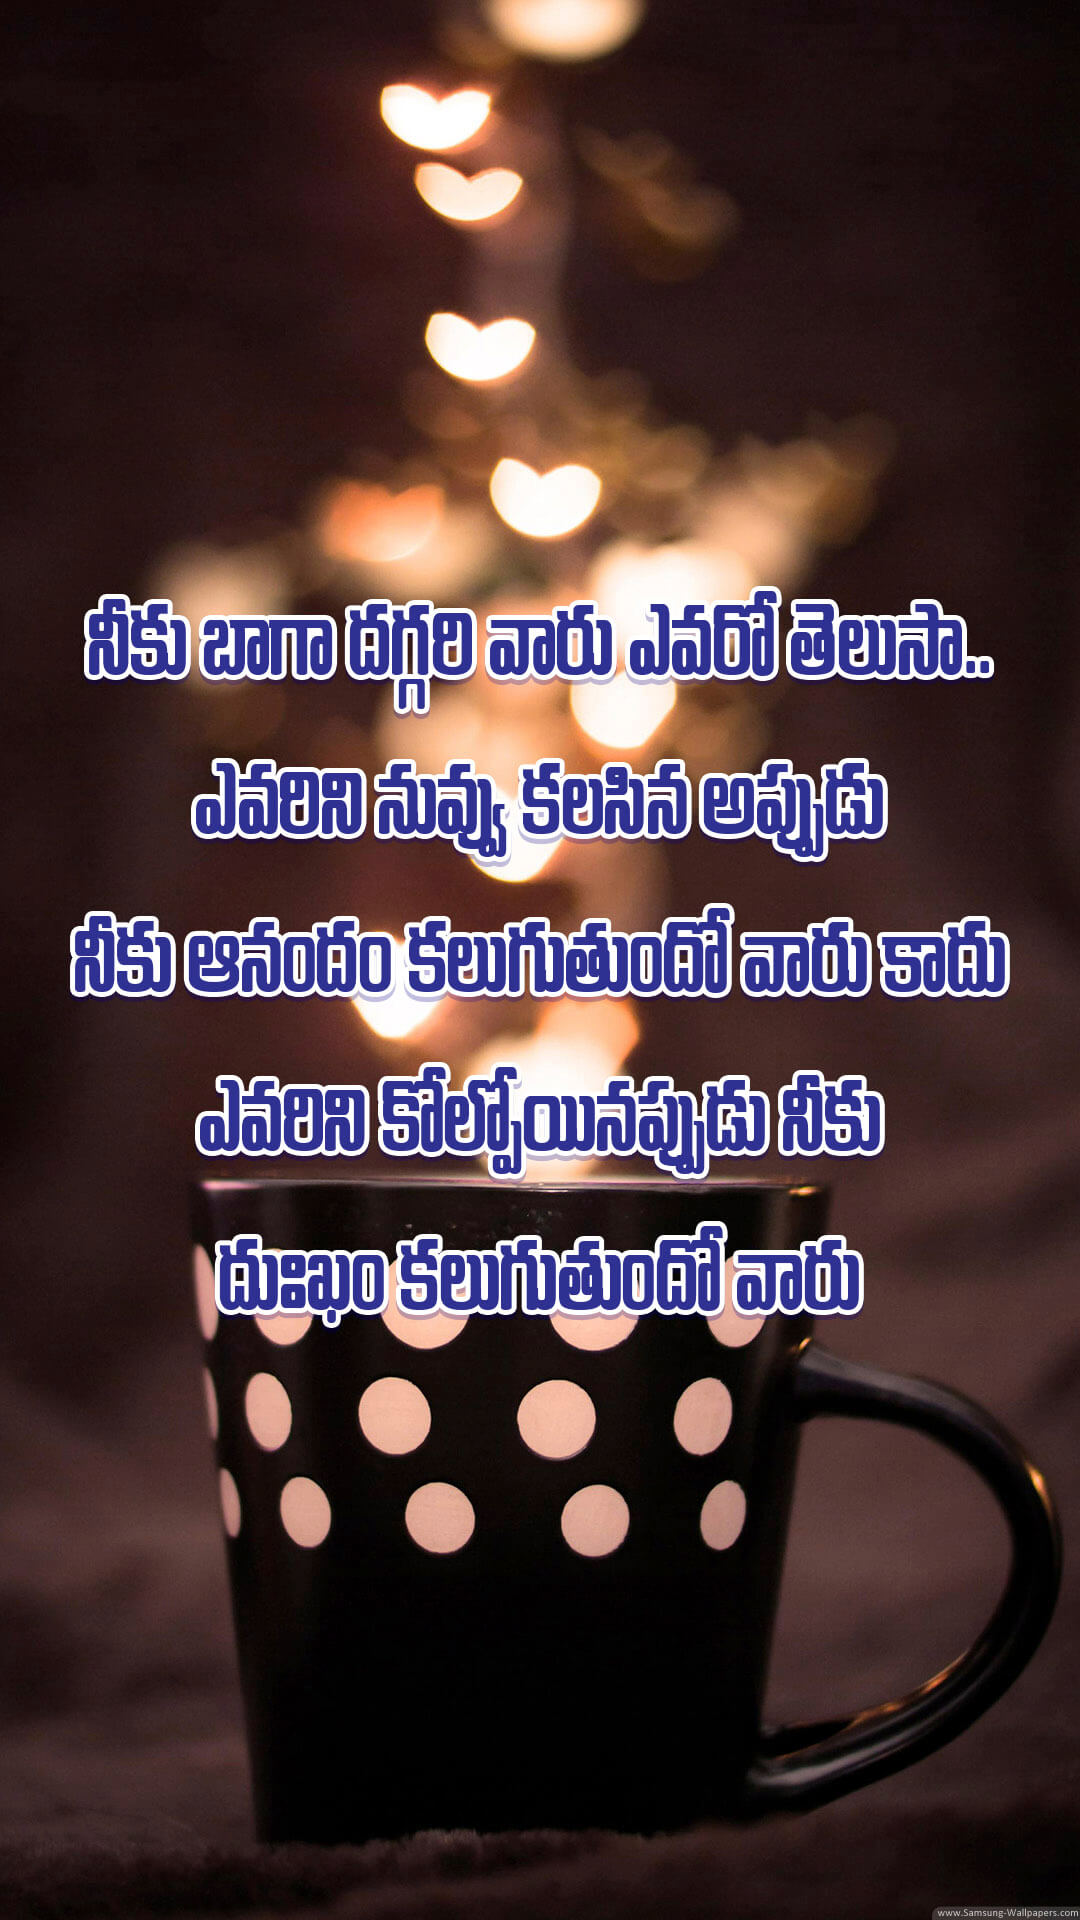 నీకు బాగా దగ్గరి వారు ఎవరో తెలుసా..
ఎవరిని నువ్వు కలసిన అప్పుడు
నీకు ఆనందం కలుగుతుందో వారు కాదు
ఎవరిని కోల్పోయినప్పుడు నీకు
దుఃఖం కలుగుతుందో వారు
www.Samsung-Wallpapers.com